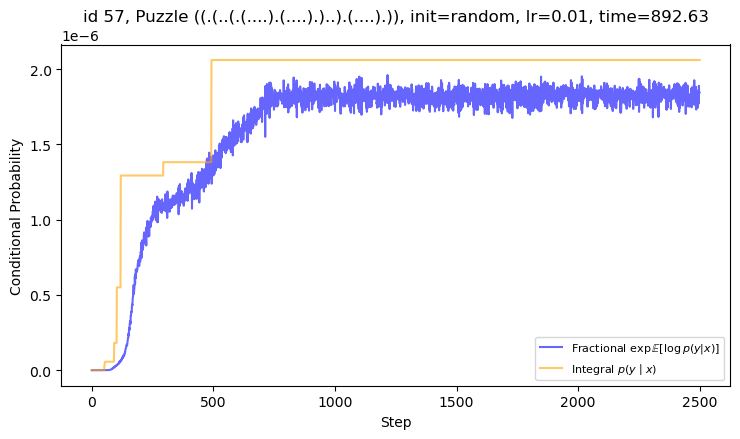 id 57, Puzzle ((.(..(.(....).(....).)..).(....).)), init=random, lr=0.01, time=892.63
1e−6
2.0
1.5
1.0
0.5
0.0
Conditional Probability
0
500
1000
1500
2000
2500
Step
Fractional exp 𝔼[log p(y|x)]
Integral p(y | x)